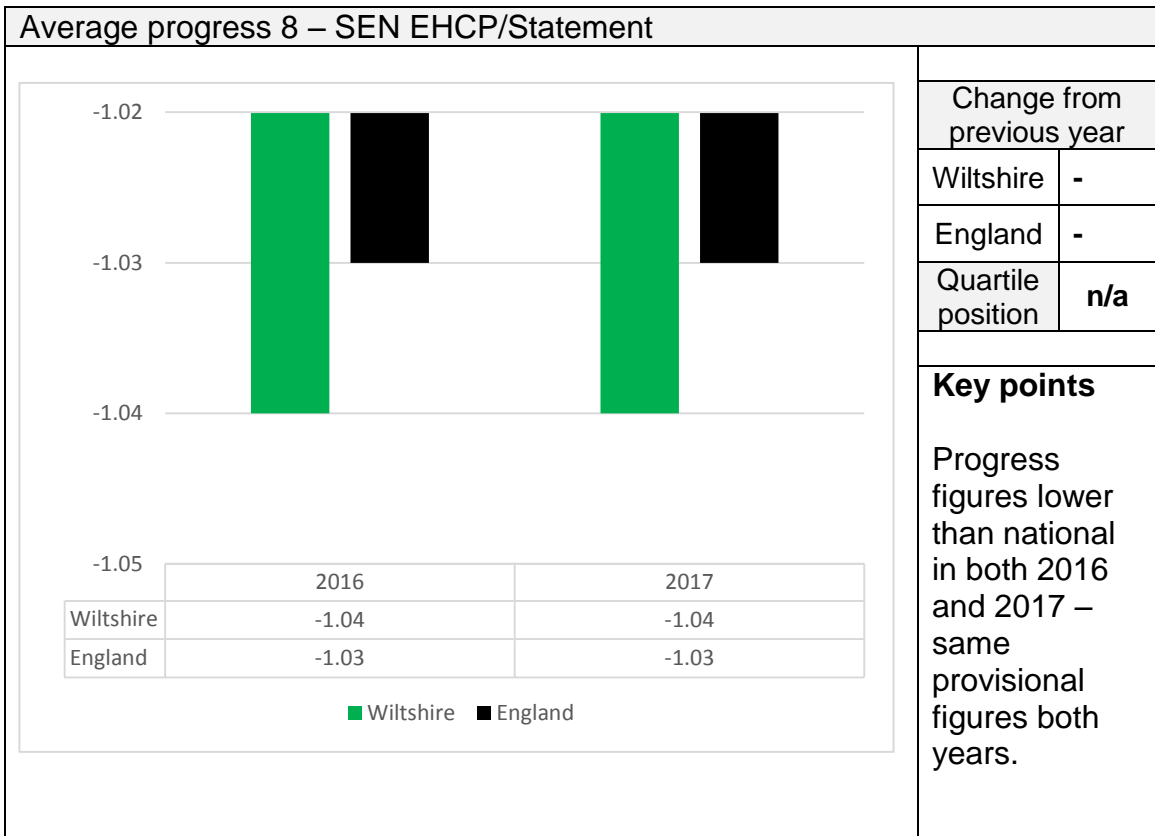 Average progress 8 – SEN EHCP/Statement
-1.02
-1.03
-1.04
-1.05
2016 2017
Wiltshire -1.04 -1.04
England -1.03 -1.03
Wiltshire England
Change from
previous year
Wiltshire -
England -
Quartile
position n/a
Key points
Progress
figures lower
than national
in both 2016
and 2017 –
same
provisional
figures both
years.